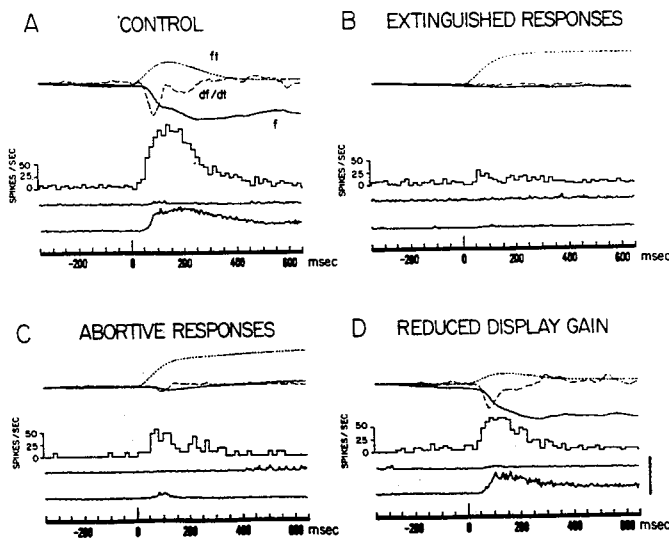 A CONTROL
ft
df/dt
f
SPIKES/SEC
50
25
0
-200 0 200 400 600 msec
B EXTINGUISHED RESPONSES
SPIKES/SEC
50
25
0
-200 0 200 400 600 msec
C ABORTIVE RESPONSES
SPIKES/SEC
50
25
0
-200 0 200 400 600 msec
D REDUCED DISPLAY GAIN
SPIKES/SEC
50
25
0
-200 0 200 400 600 msec